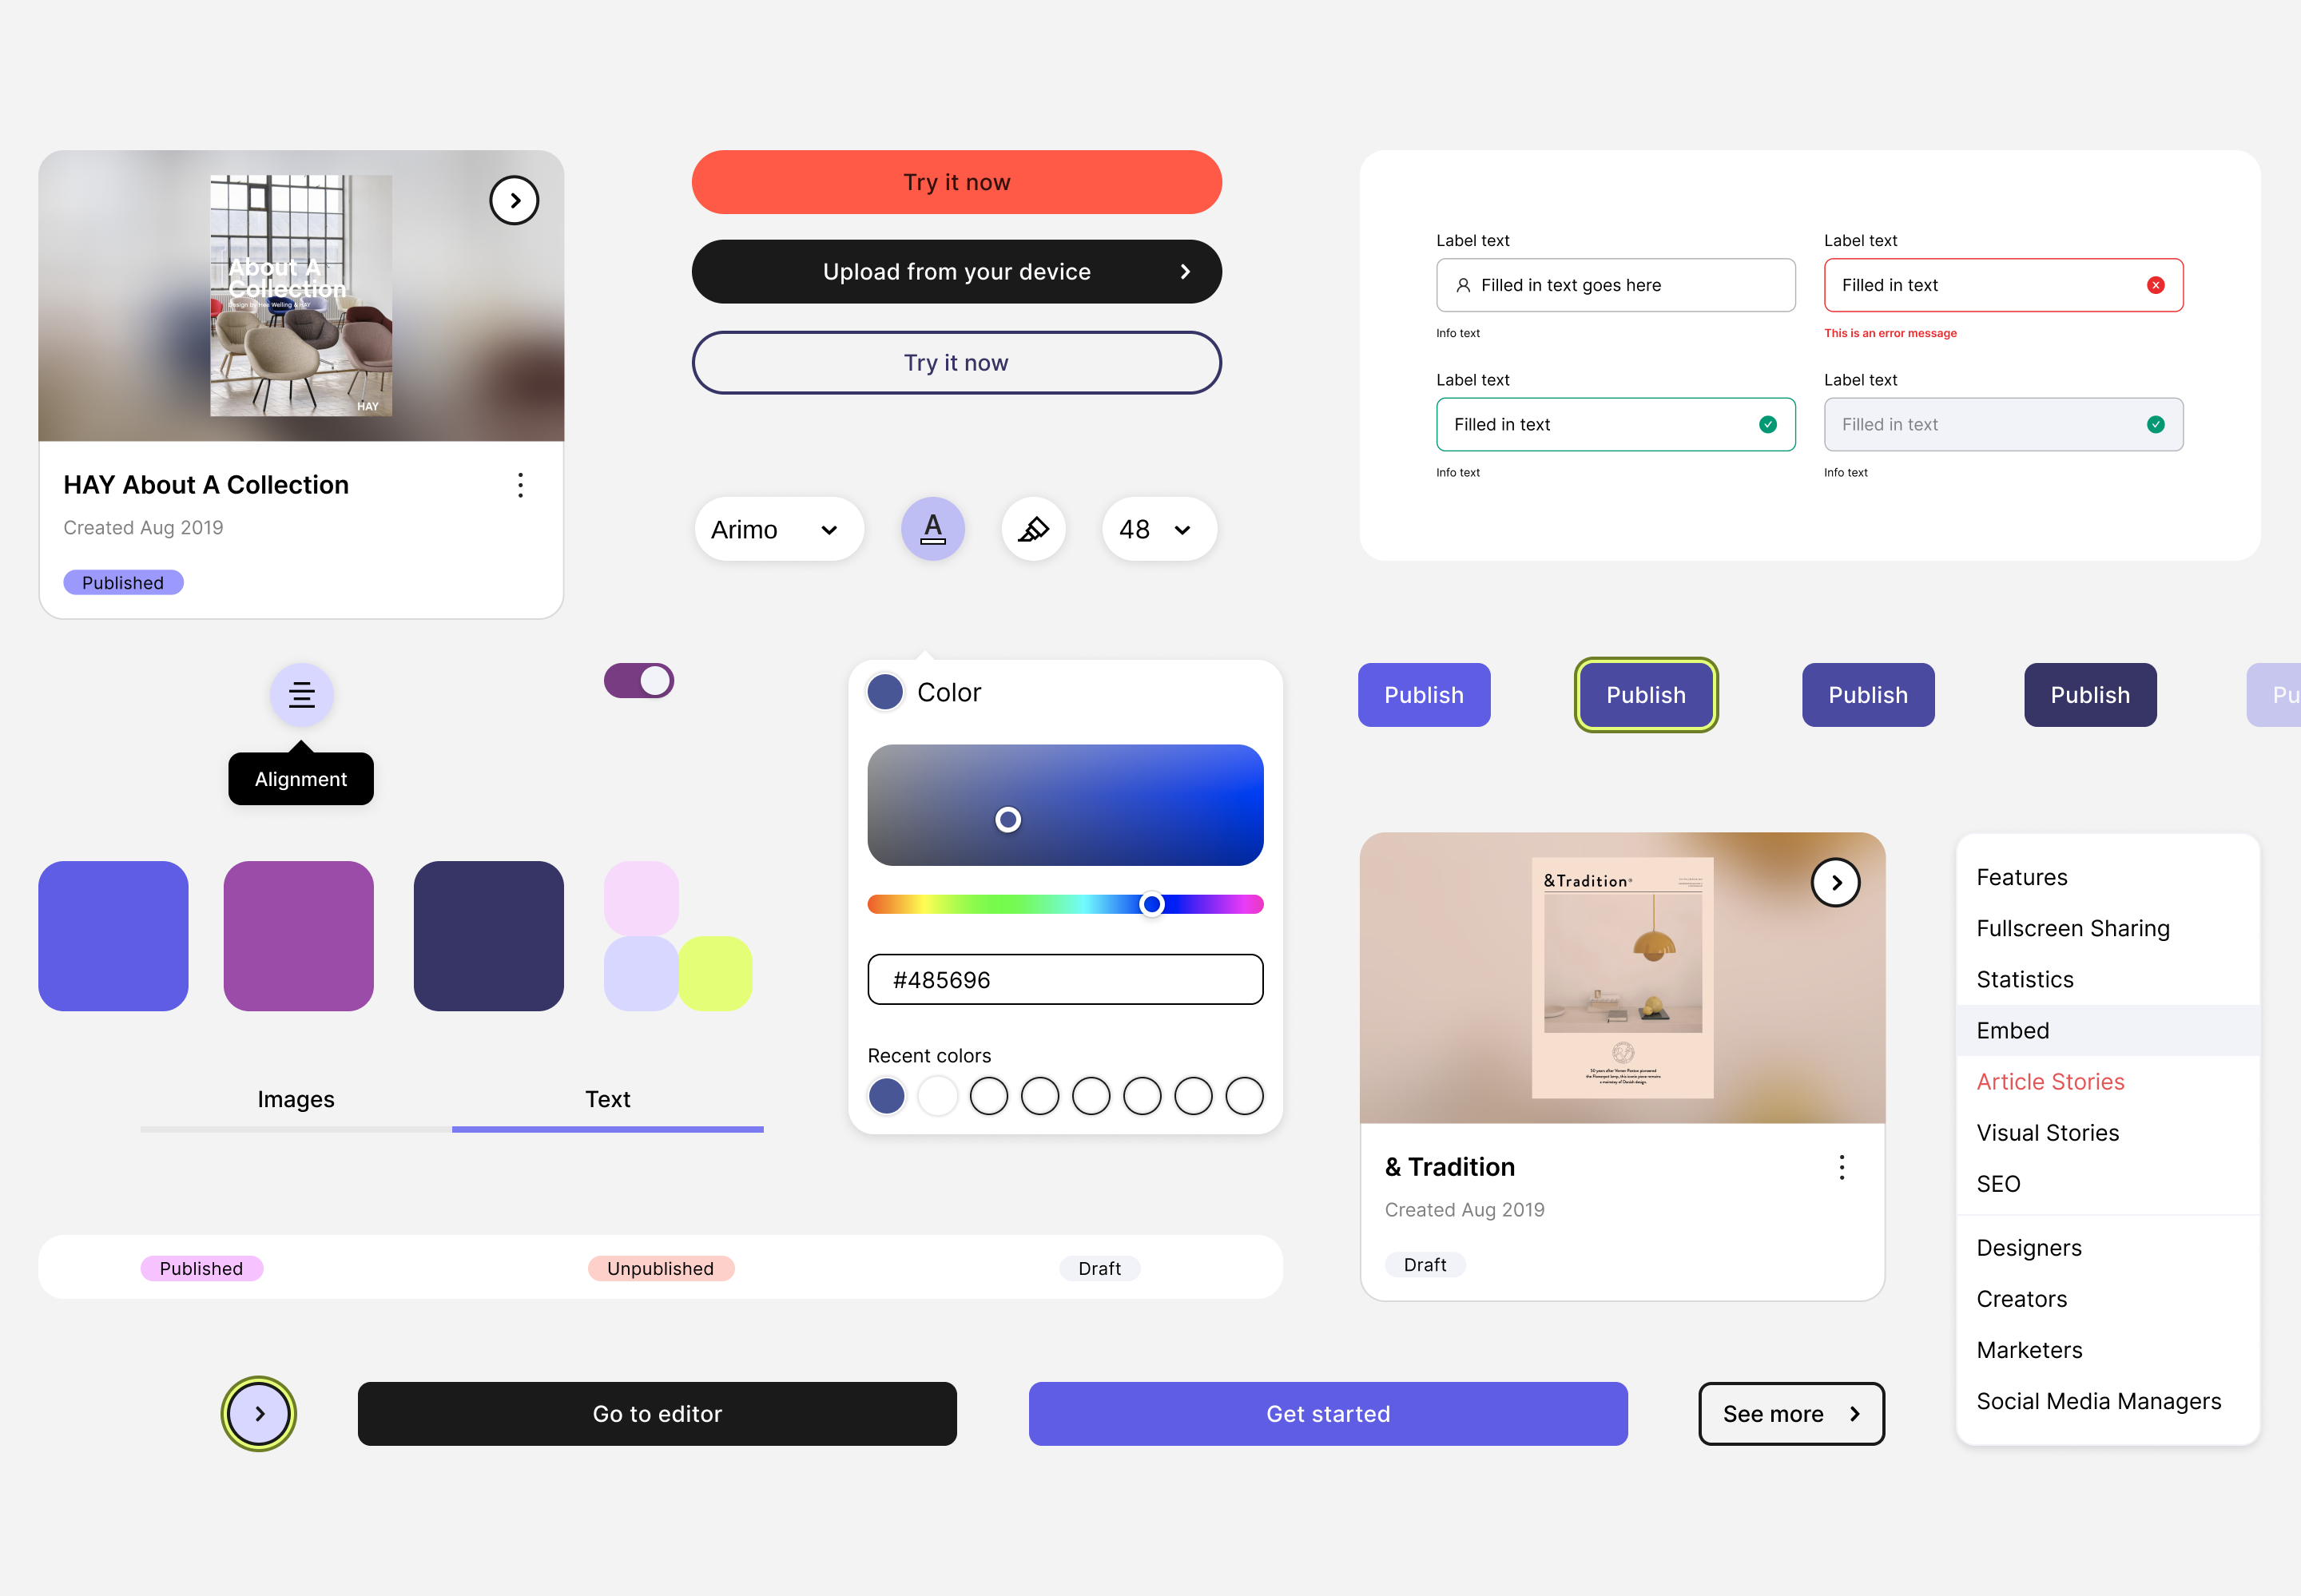 About A
Collection
HAY
HAY About A Collection
Created Aug 2019
Published
Try it now
Upload from your device
Try it now
Arimo
A
48
Label text
Filled in text goes here
Info text
Label text
Filled in text
This is an error message
Label text
Filled in text
Info text
Label text
Filled in text
Info text
Alignment
Color
#485696
Recent colors
Publish
Publish
Publish
Publish
Pu
Images
Text
Published
Unpublished
Draft
&Tradition®
& Tradition
Created Aug 2019
Draft
Features
Fullscreen Sharing
Statistics
Embed
Article Stories
Visual Stories
SEO
Designers
Creators
Marketers
Social Media Managers
Go to editor
Get started
See more